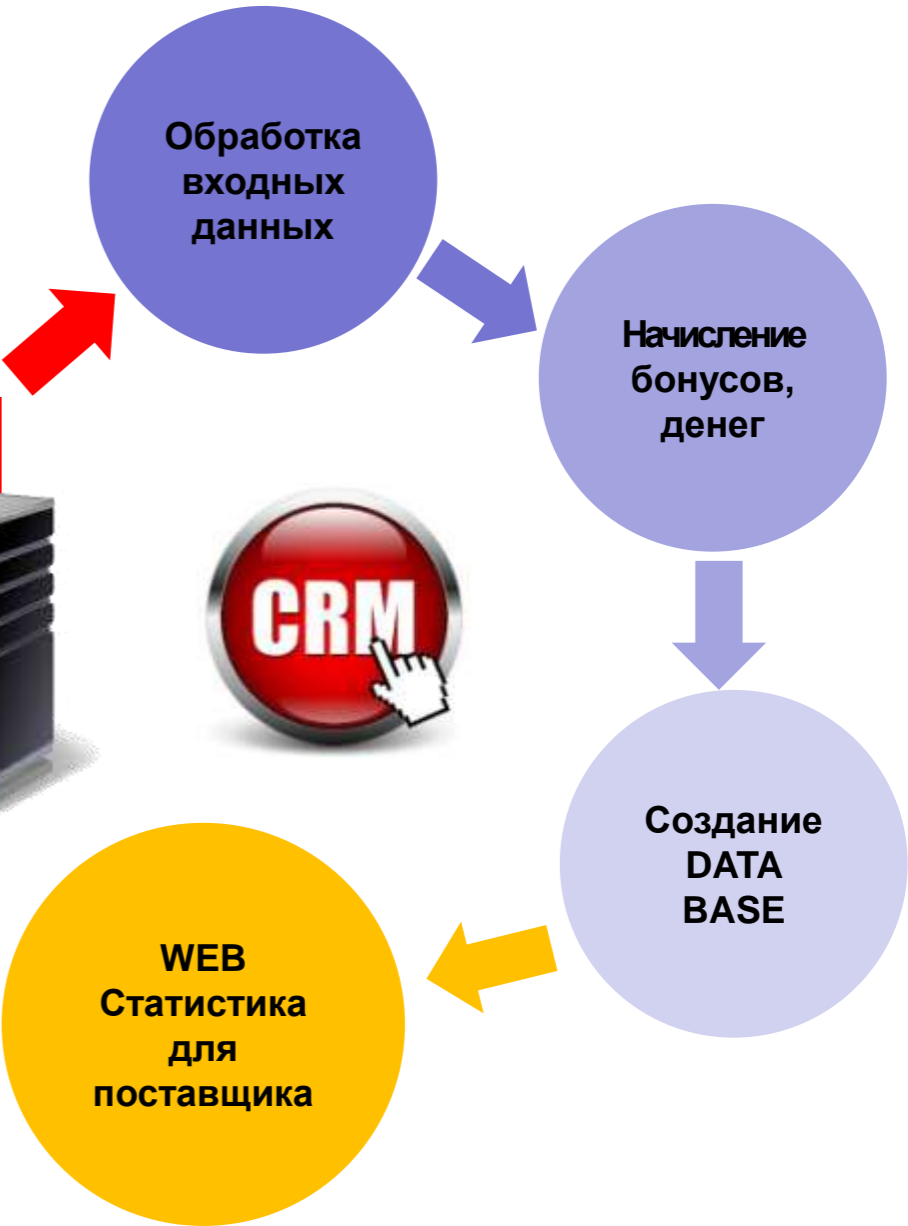 Обработка
входных
данных
Начисление
бонусов,
денег
CRM
Создание
DATA
BASE
WEB
Статистика
для
поставщика